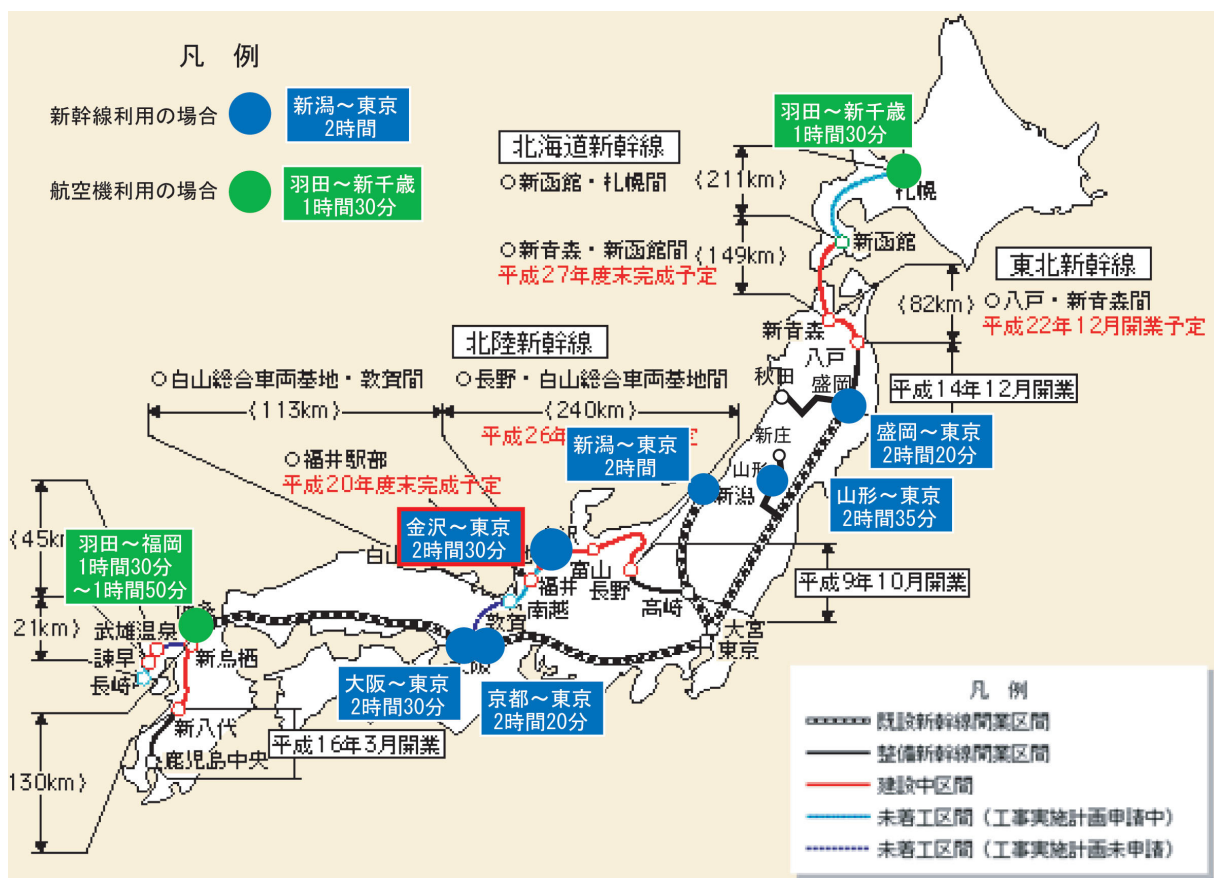 凡 例
新幹線利用の場合
新潟～東京
2時間
航空機利用の場合
羽田～新千歳
1時間30分
羽田～新千歳
1時間30分
北海道新幹線
○新函館・札幌間
〈211km〉
札幌
新函館
○新青森・新函館間
〈149km〉
平成27年度末完成予定
東北新幹線
〈82km〉
○八戸・新青森間
平成22年12月開業予定
新青森
八戸
北陸新幹線
○白山総合車両基地・敦賀間
○長野・白山総合車両基地間
〈113km〉
〈240km〉
平成26年
定
秋田
盛岡
平成14年12月開業
盛岡～東京
2時間20分
新庄
山形
山形～東京
2時間35分
新潟～東京
2時間
新潟
○福井駅部
平成20年度末完成予定
金沢～東京
2時間30分
沢
白山
地
富山
福井
長野
南越
敦賀
高崎
平成9年10月開業
大宮
東京
〈45km
羽田～福岡
1時間30分
～1時間50分
21km〉
武雄温泉
諫早
長崎
新鳥栖
阪
大阪～東京
2時間30分
京都～東京
2時間20分
新八代
平成16年3月開業
鹿児島中央
130km〉
凡 例
既設新幹線開業区間
整備新幹線開業区間
建設中区間
未着工区間（工事実施計画申請中）
未着工区間（工事実施計画未申請）